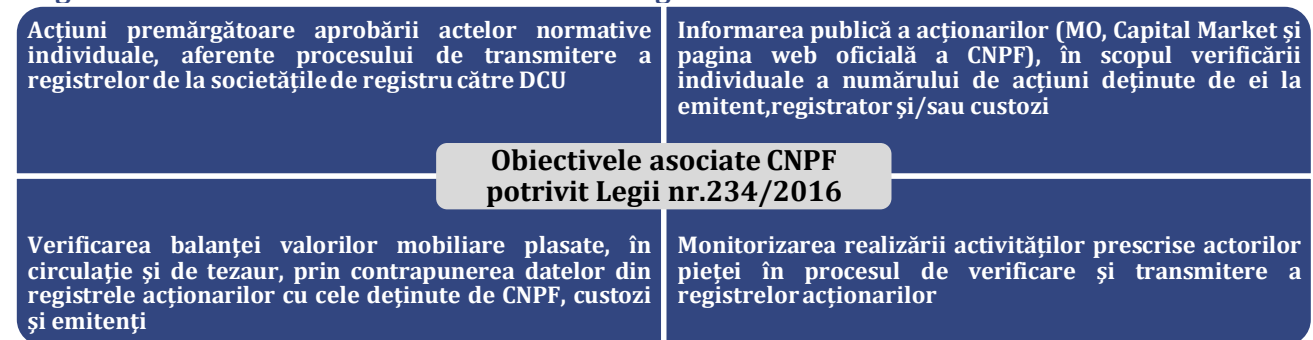 Acțiuni premărgătoare aprobării actelor normative
individuale, aferente procesului de transmitere a
registrelor de la societățile de registru către DCU
Informarea publică a acționarilor (MO, Capital Market și
pagina web oficială a CNPF), în scopul verificării
individuale a numărului de acțiuni deținute de ei la
emitent,registrator și/sau custozi
Obiectivele asociate CNPF
potrivit Legii nr.234/2016
Verificarea balanței valorilor mobiliare plasate, în
circulație și de tezaur, prin contrapunerea datelor din
registrele acționarilor cu cele deținute de CNPF, custozi
și emitenți
Monitorizarea realizării activităților prescrise actorilor
pieței în procesul de verificare și transmitere a
registrelor acționarilor